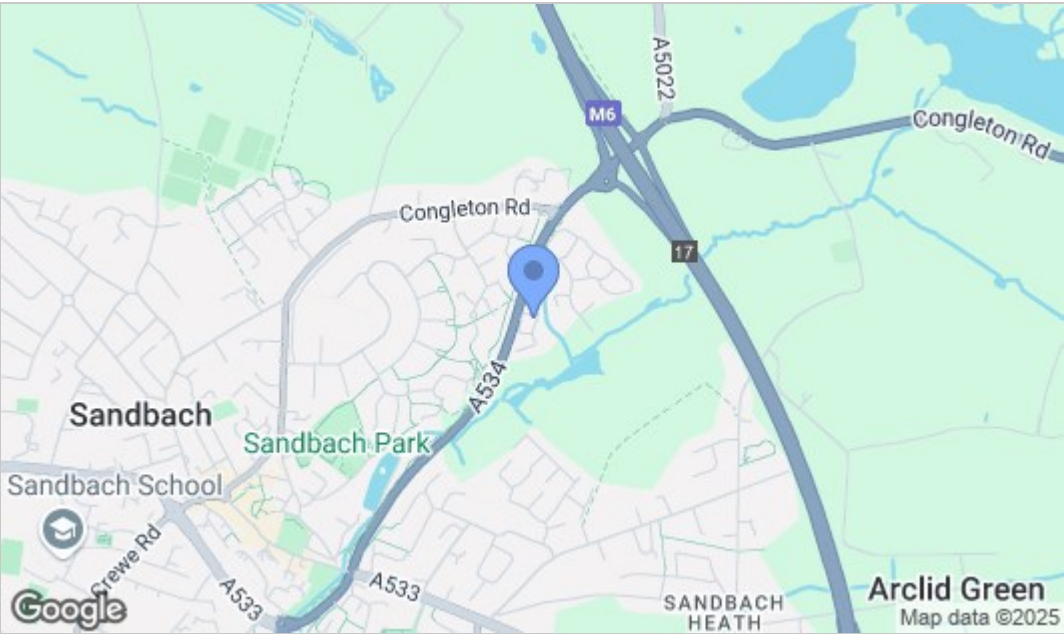 A5022
M6
Congleton Rd
Congleton Rd
17
A534
Sandbach
Sandbach Park
Sandbach School
Crewe Rd
A533
A533
SANDBACH
HEATH
Arclid Green
Google
Map data ©2025